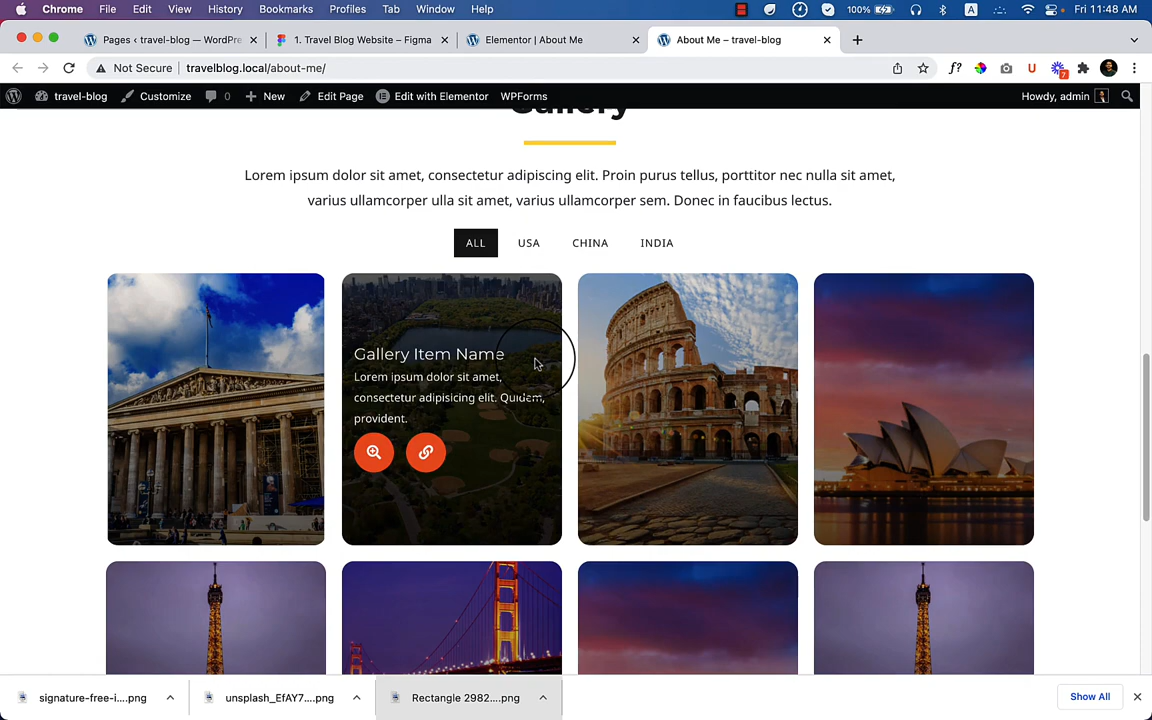 Chrome File Edit View History Bookmarks Profiles Tab Window Help 100% A Fri 11:48 AM
Pages ‹ travel-blog — WordPre 1. Travel Blog Website – Figma Elementor | About Me About Me – travel-blog
Not Secure travelblog.local/about-me/ f? U 7
travel-blog Customize 0 New Edit Page Edit with Elementor WPForms Howdy, admin
Gallery
Lorem ipsum dolor sit amet, consectetur adipiscing elit. Proin purus tellus, porttitor nec nulla sit amet,
varius ullamcorper ulla sit amet, varius ullamcorper sem. Donec in faucibus lectus.
ALL USA CHINA INDIA
Gallery Item Name
Lorem ipsum dolor sit amet,
consectetur adipisicing elit. Quidem,
provident.
signature-free-i....png unsplash_EfAY7....png Rectangle 2982....png Show All